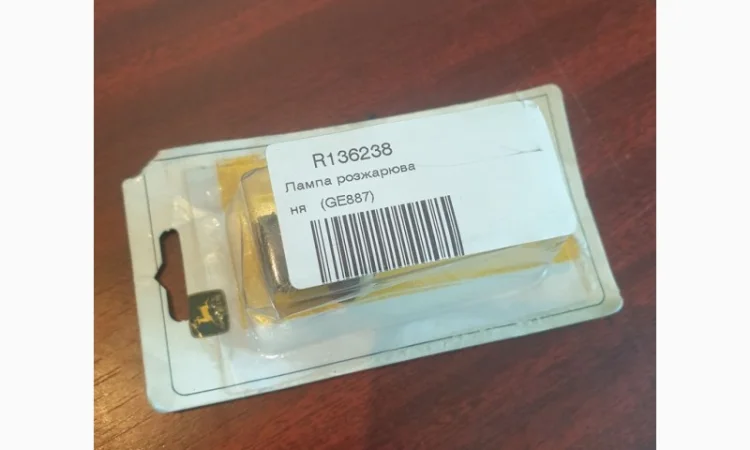 R136238
Лампа розжарюва
ня (GE887)